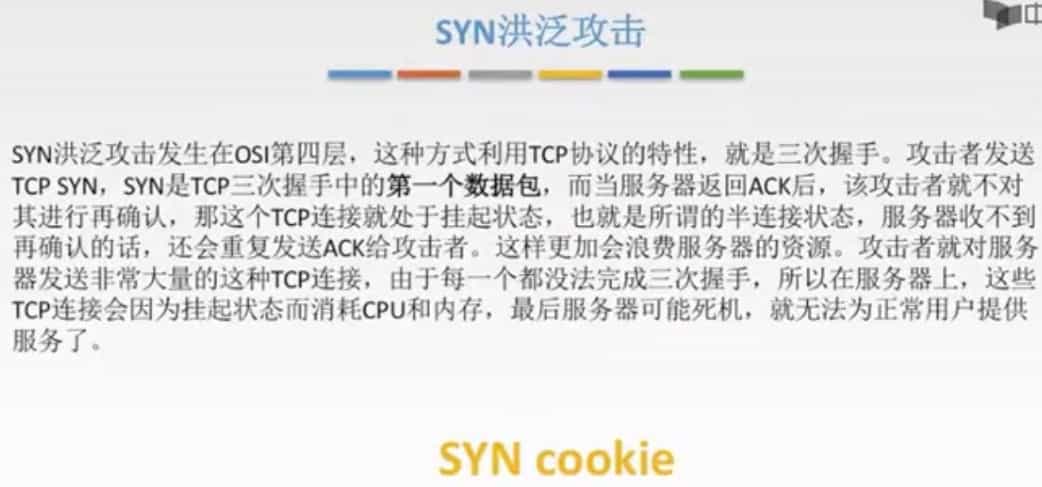 SYN洪泛攻击
SYN洪泛攻击发生在OSI第四层，这种方式利用TCP协议的特性，就是三次握手。攻击者发送
TCP SYN，SYN是TCP三次握手中的第一个数据包，而当服务器返回ACK后，该攻击者就不对
其进行再确认，那这个TCP连接就处于挂起状态，也就是所谓的半连接状态，服务器收不到
再确认的话，还会重复发送ACK给攻击者。这样更加会浪费服务器的资源。攻击者就对服务
器发送非常大量的这种TCP连接，由于每一个都没法完成三次握手，所以在服务器上，这些
TCP连接会因为挂起状态而消耗CPU和内存，最后服务器可能死机，就无法为正常用户提供
服务了。
SYN cookie